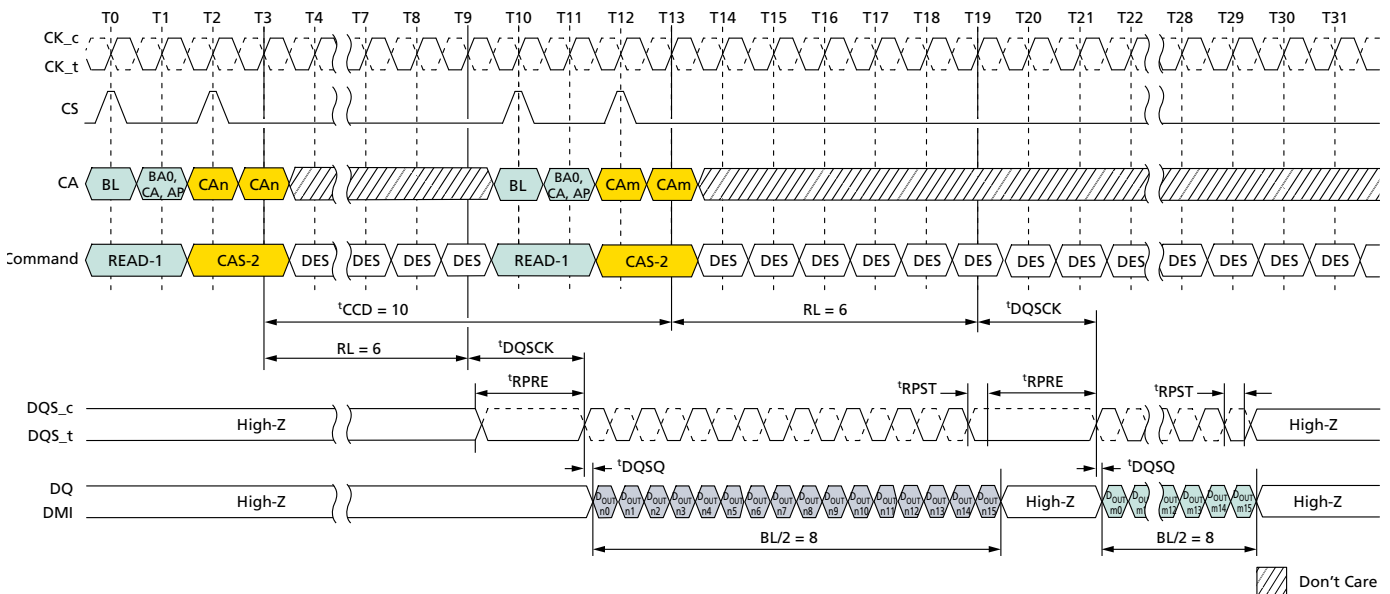 T0 T1 T2 T3 T4 T7 T8 T9 T10 T11 T12 T13 T14 T15 T16 T17 T18 T19 T20 T21 T22 T28 T29 T30 T31
CK_c
CK_t
CS
CA
BL
BA0, CA, AP
CAn
CAn
BL
BA0, CA, AP
CAm
CAm
Command
READ-1
CAS-2
DES
DES
DES
DES
READ-1
CAS-2
DES
DES
DES
DES
DES
DES
DES
DES
DES
DES
DES
DES
DES
tCCD = 10
RL = 6
tDQSCK
RL = 6
tDQSCK
tRPRE
tRPST
tRPRE
tRPST
DQS_c
DQS_t
High-Z
High-Z
tDQSQ
tDQSQ
DQ
DMI
High-Z
DOUT n0
DOUT n1
DOUT n2
DOUT n3
DOUT n4
DOUT n5
DOUT n6
DOUT n7
DOUT n8
DOUT n9
DOUT n10
DOUT n11
DOUT n12
DOUT n13
DOUT n14
DOUT n15
High-Z
DOUT m0
DOUT
DOUT m12
DOUT m13
DOUT m14
DOUT m15
High-Z
BL/2 = 8
BL/2 = 8
Don't Care